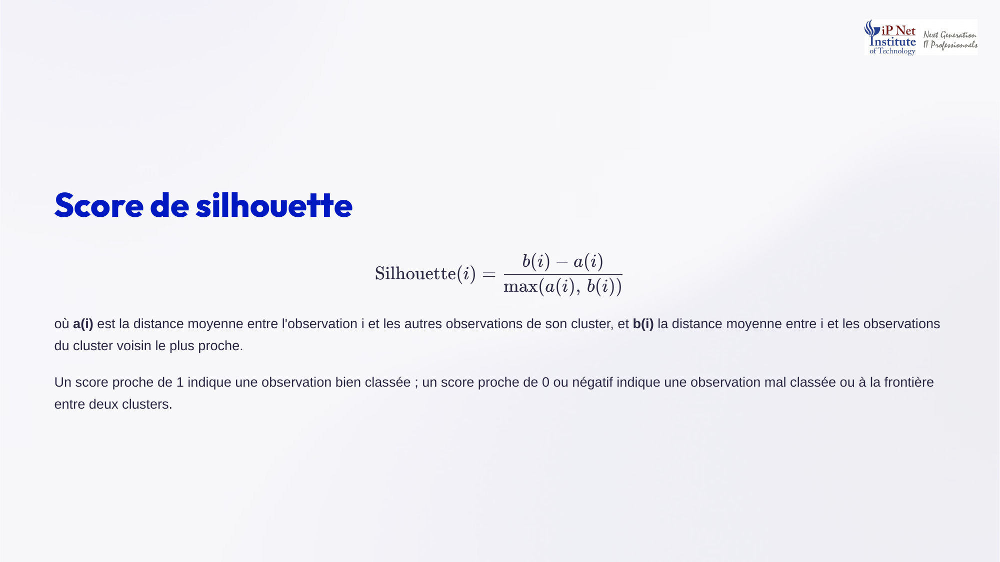 iP Net
Institute
of Technology
Next Generation
IT Professionnels
Score de silhouette
Silhouette(i) = b(i) − a(i) / max(a(i), b(i))
où a(i) est la distance moyenne entre l'observation i et les autres observations de son cluster, et b(i) la distance moyenne entre i et les observations
du cluster voisin le plus proche.
Un score proche de 1 indique une observation bien classée ; un score proche de 0 ou négatif indique une observation mal classée ou à la frontière
entre deux clusters.